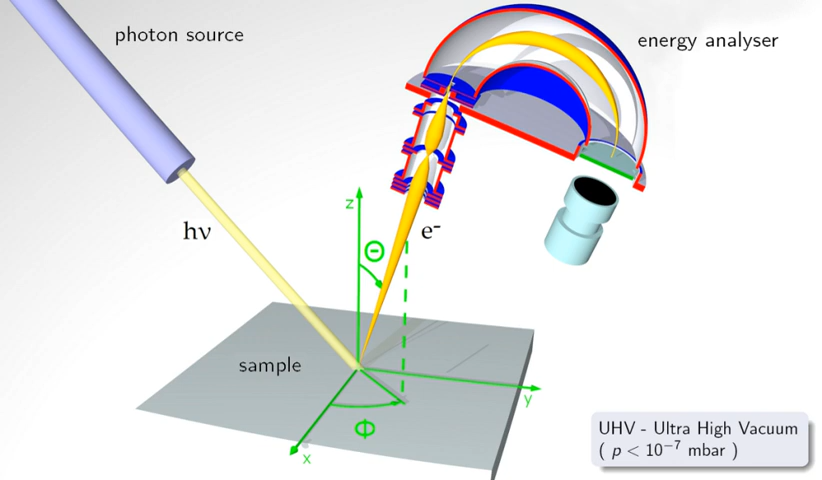 photon source
energy analyser
hν
e⁻
z
Θ
sample
y
Φ
x
UHV - Ultra High Vacuum
( p < 10⁻⁷ mbar )